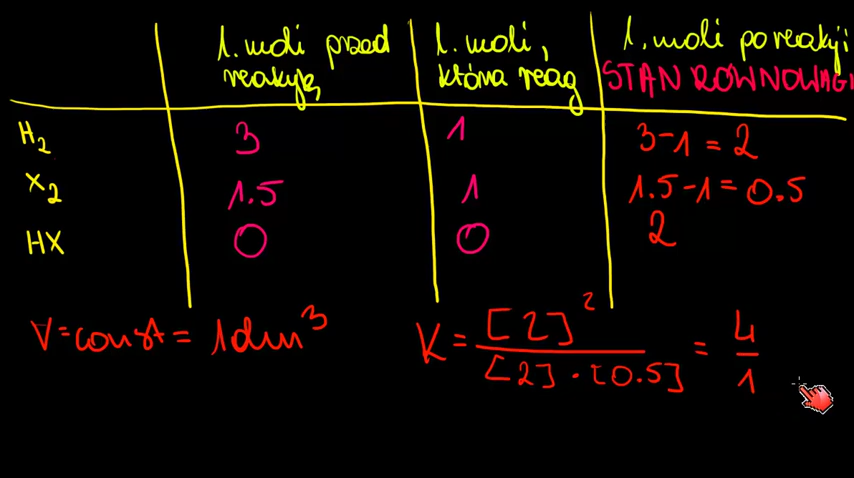 l. moli przed
reakcją
l. moli,
która reag
l. moli po reakcji
STAN RÓWNOWAGI
H2 3 1 3-1=2
X2 1.5 1 1.5-1=0.5
HX 0 0 2
V=const= 1dm³
K = [2]² / [2]·[0.5] = 4/1